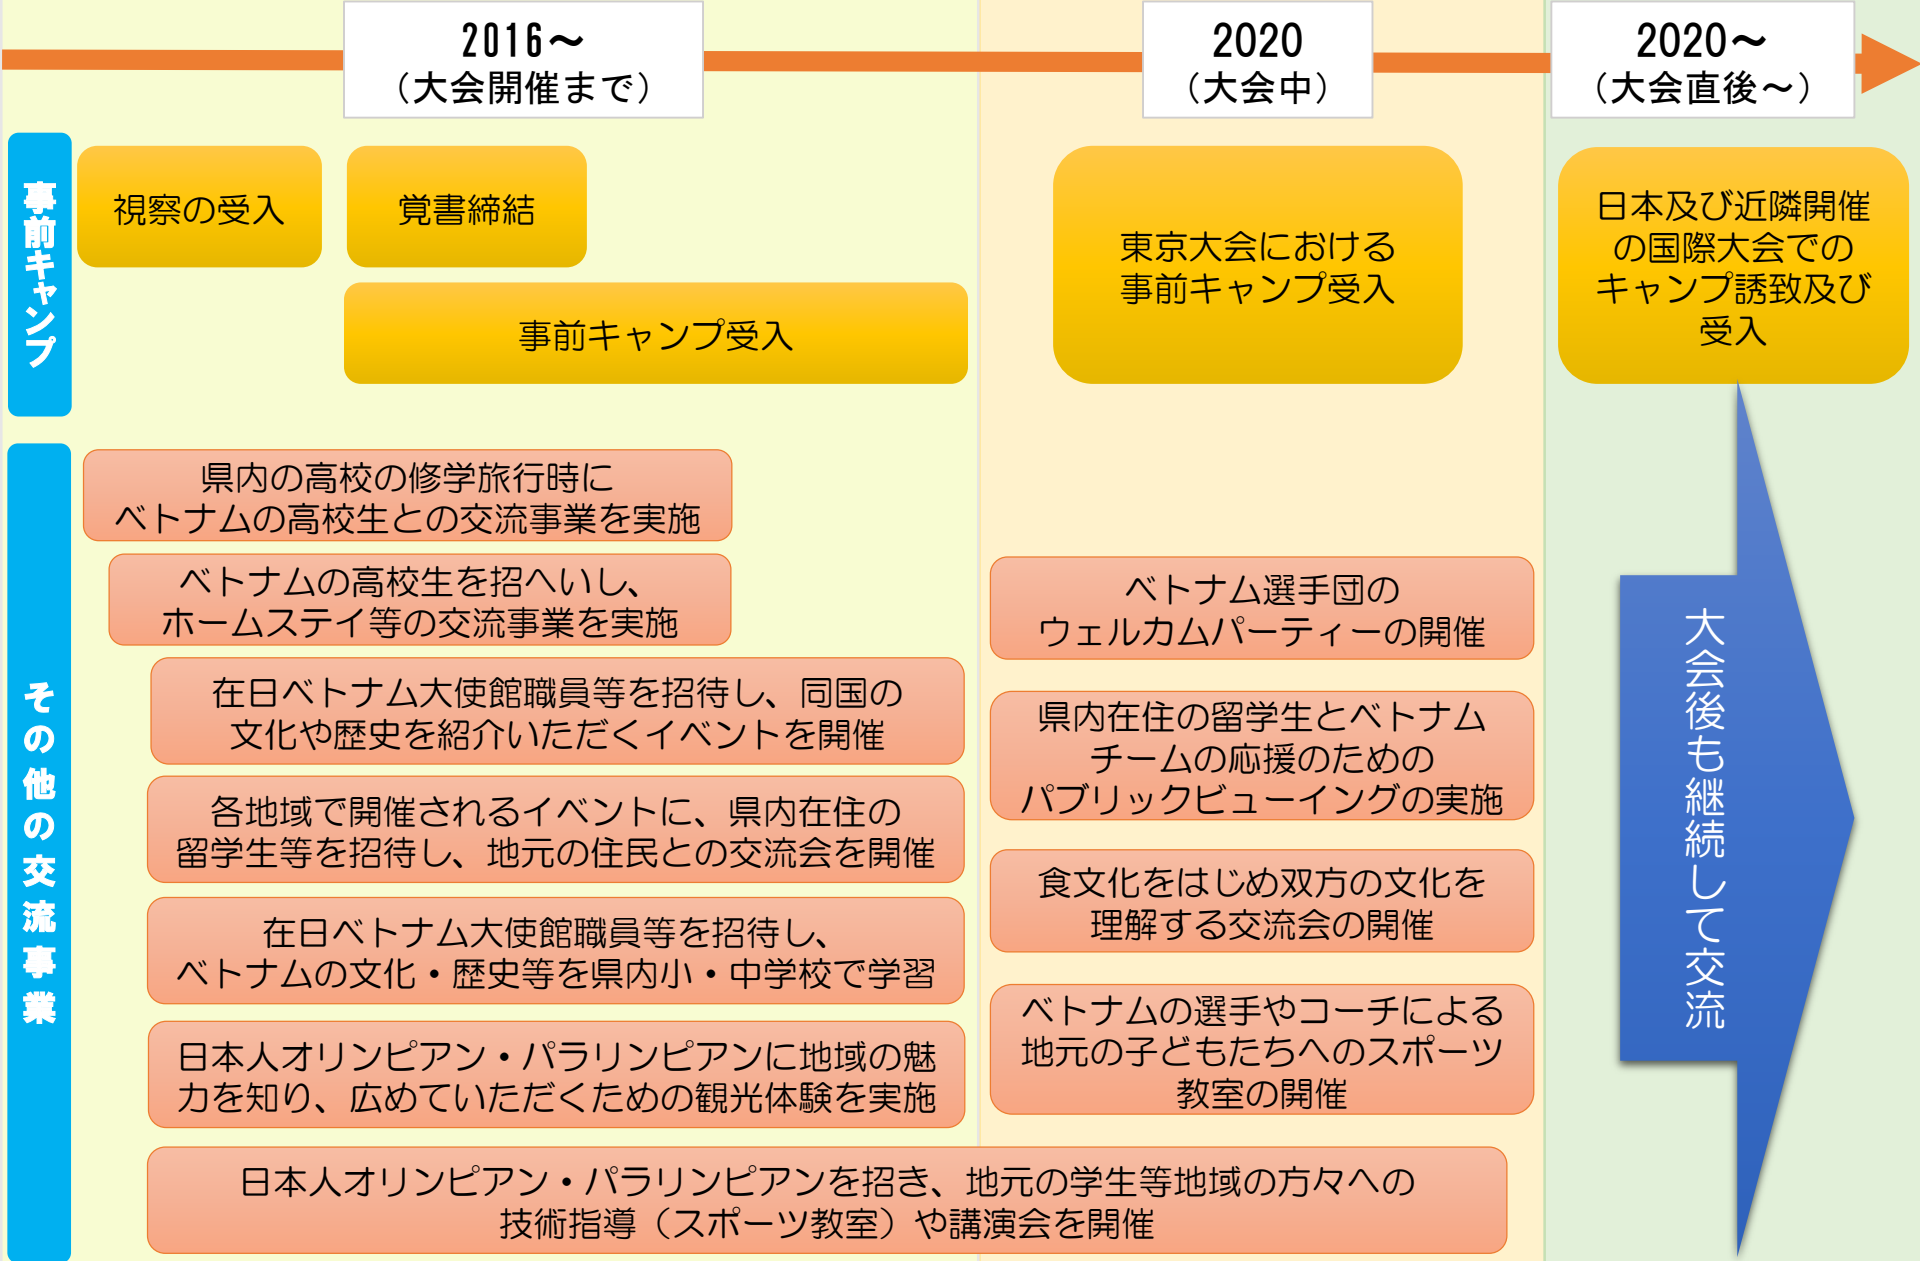 2016～
（大会開催まで）
2020
（大会中）
2020～
（大会直後～）
事前キャンプ
視察の受入
覚書締結
事前キャンプ受入
東京大会における
事前キャンプ受入
日本及び近隣開催
の国際大会での
キャンプ誘致及び
受入
その他の交流事業
県内の高校の修学旅行時に
ベトナムの高校生との交流事業を実施
ベトナムの高校生を招へいし、
ホームステイ等の交流事業を実施
在日ベトナム大使館職員等を招待し、同国の
文化や歴史を紹介いただくイベントを開催
各地域で開催されるイベントに、県内在住の
留学生等を招待し、地元の住民との交流会を開催
在日ベトナム大使館職員等を招待し、
ベトナムの文化・歴史等を県内小・中学校で学習
日本人オリンピアン・パラリンピアンに地域の魅
力を知り、広めていただくための観光体験を実施
日本人オリンピアン・パラリンピアンを招き、地元の学生等地域の方々への
技術指導（スポーツ教室）や講演会を開催
ベトナム選手団の
ウェルカムパーティーの開催
県内在住の留学生とベトナム
チームの応援のための
パブリックビューイングの実施
食文化をはじめ双方の文化を
理解する交流会の開催
ベトナムの選手やコーチによる
地元の子どもたちへのスポーツ
教室の開催
大会後も継続して交流